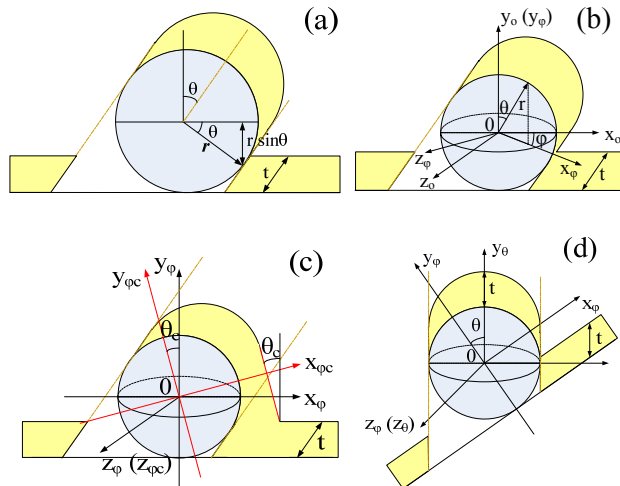 (a)
θ
θ
r
r sinθ
t
(b)
yₒ (yᵩ)
θ
r
0
xₒ
φ
zᵩ
zₒ
xᵩ
t
(c)
yᵩ
yᵩc
θc
θc
xᵩc
0
xᵩ
zᵩ (zᵩc)
t
(d)
yθ
yᵩ
t
xᵩ
θ
0
t
zᵩ (zθ)